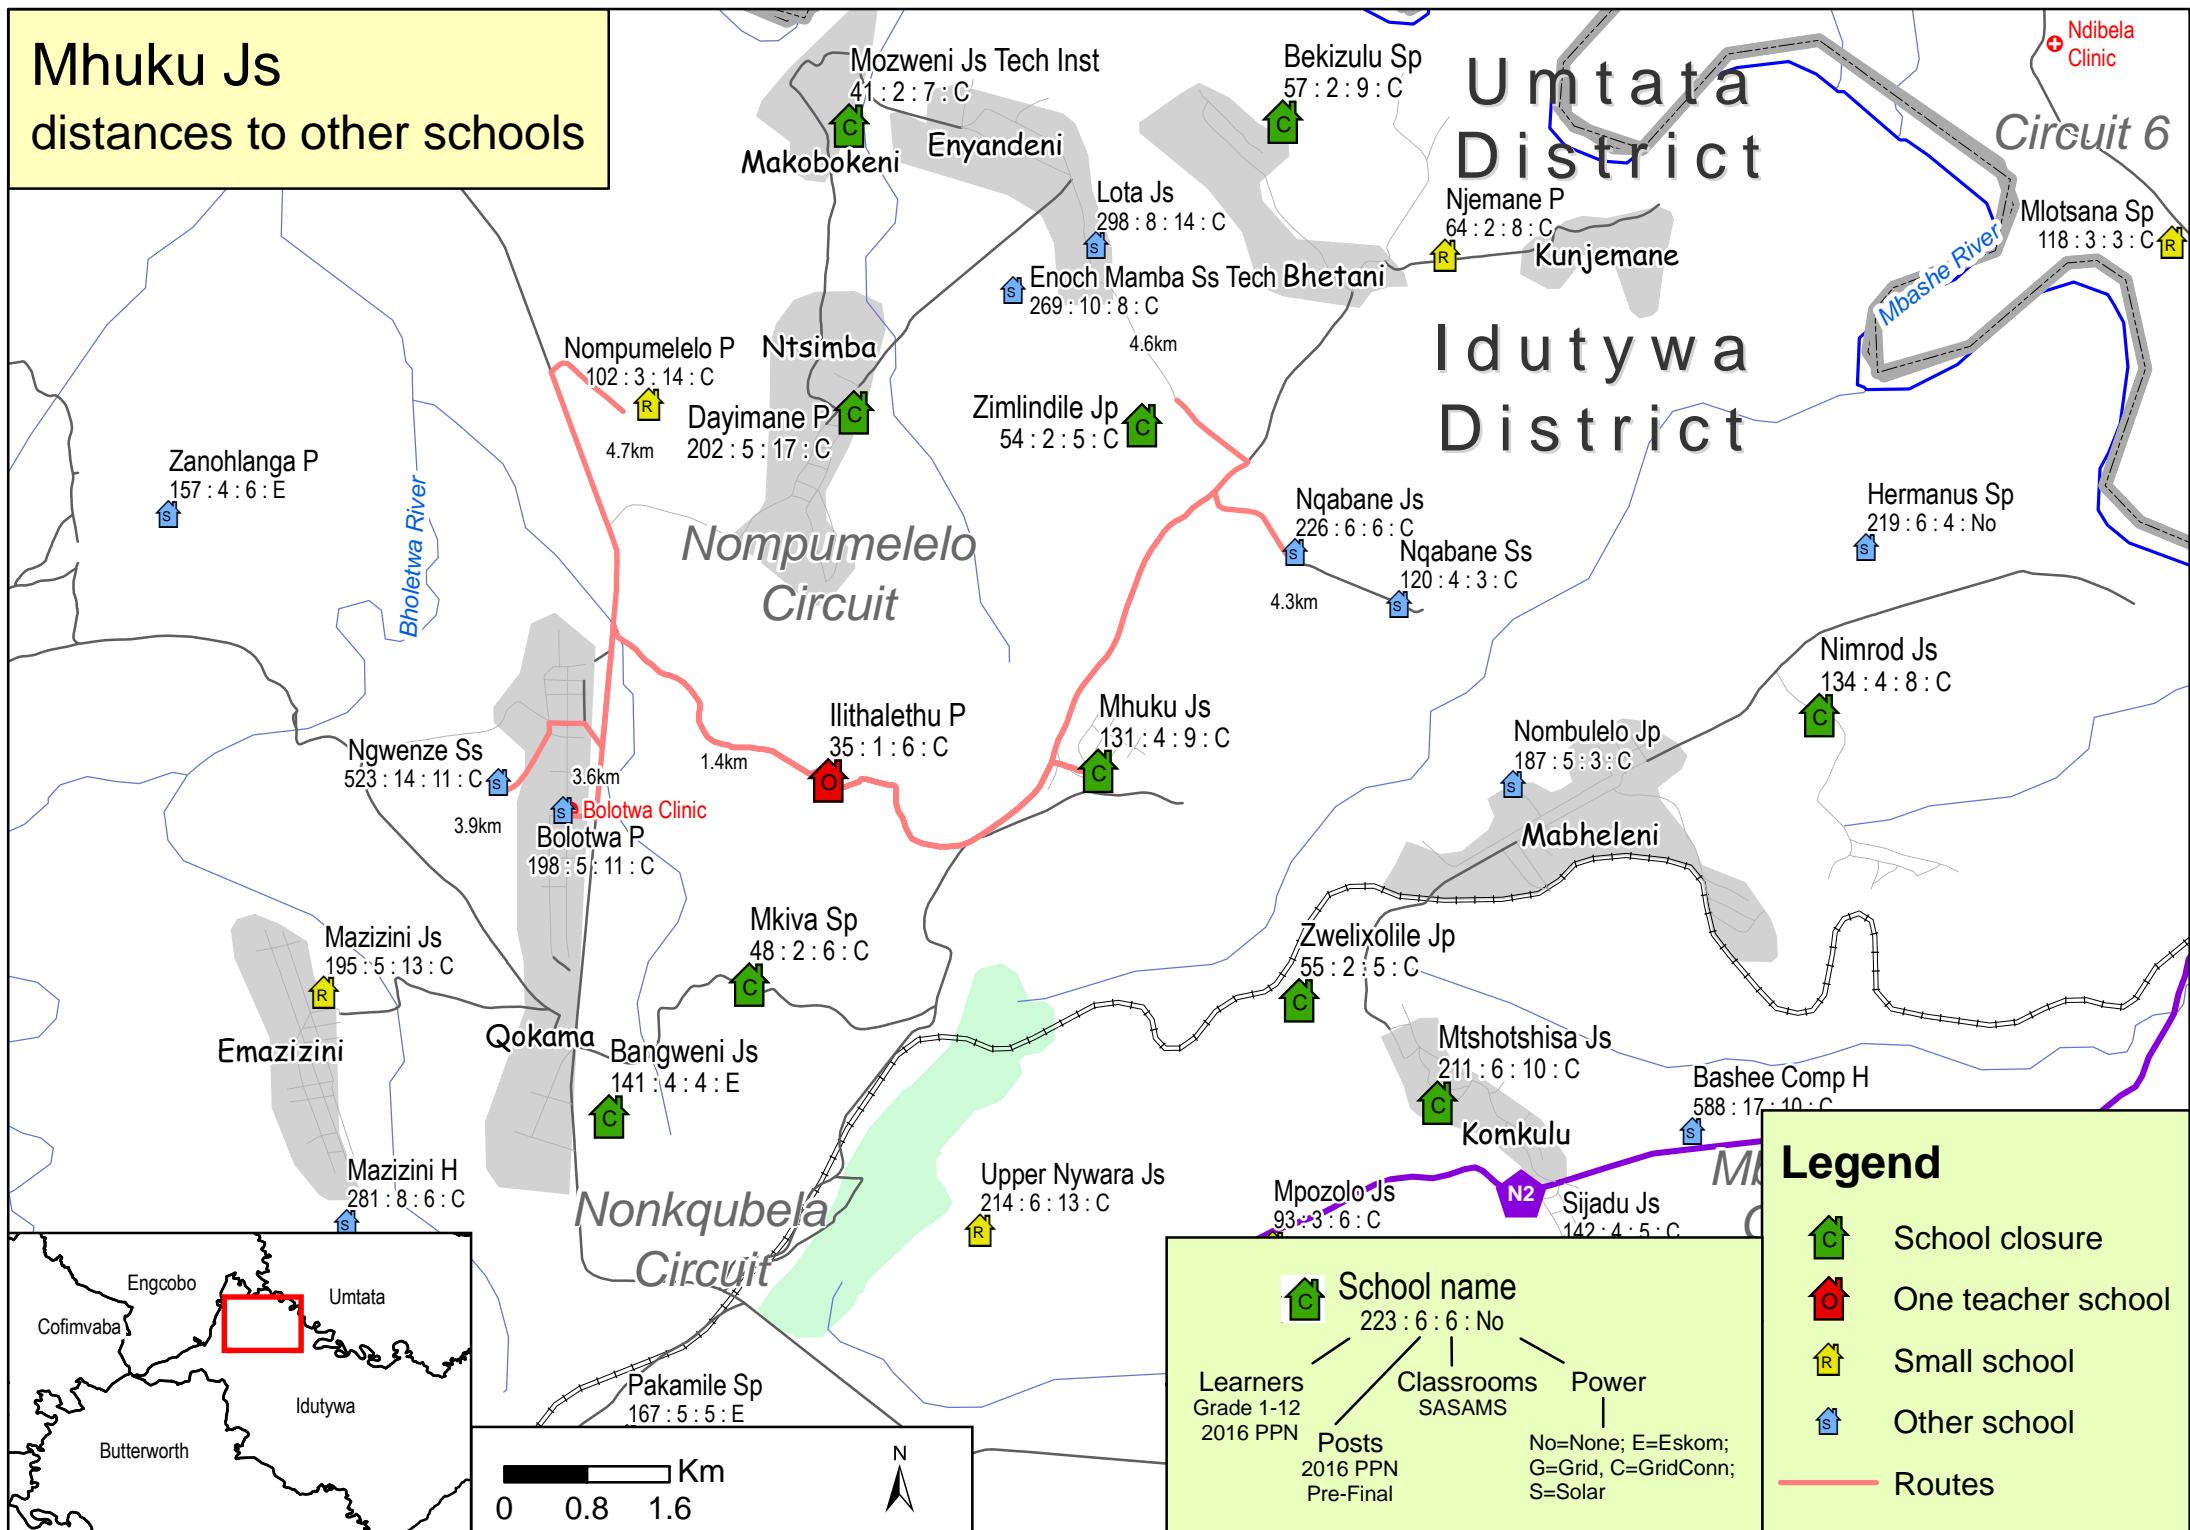 Mhuku Js
distances to other schools
Mozweni Js Tech Inst
41 : 2 : 7 : C
C
Makobokeni
Enyandeni
Bekizulu Sp
57 : 2 : 9 : C
C
Umtata
District
Ndibela
Clinic
Circuit 6
Mlotsana Sp
118 : 3 : 3 : C
R
Mbashe River
Lota Js
298 : 8 : 14 : C
S
Njemane P
64 : 2 : 8 : C
R
Kunjemane
Enoch Mamba Ss Tech
269 : 10 : 8 : C
S
Bhetani
4.6km
Idutywa
District
Nompumelelo P
102 : 3 : 14 : C
R
4.7km
Ntsimba
Dayimane P
202 : 5 : 17 : C
C
Zimlindile Jp
54 : 2 : 5 : C
C
Zanohlanga P
157 : 4 : 6 : E
S
Bholetwa River
Nompumelelo
Circuit
Nqabane Js
226 : 6 : 6 : C
S
Nqabane Ss
120 : 4 : 3 : C
S
4.3km
Hermanus Sp
219 : 6 : 4 : No
S
Nimrod Js
134 : 4 : 8 : C
C
Ilithalethu P
35 : 1 : 6 : C
O
1.4km
Mhuku Js
131 : 4 : 9 : C
C
Nombulelo Jp
187 : 5 : 3 : C
S
Mabheleni
Ngwenze Ss
523 : 14 : 11 : C
S
3.6km
3.9km
S
Bolotwa Clinic
Bolotwa P
198 : 5 : 11 : C
Mkiva Sp
48 : 2 : 6 : C
C
Mazizini Js
195 : 5 : 13 : C
R
Emazizini
Qokama
Bangweni Js
141 : 4 : 4 : E
C
Zwelixolile Jp
55 : 2 : 5 : C
C
Mtshotshisa Js
211 : 6 : 10 : C
C
Komkulu
Bashee Comp H
588 : 17 : 10 : C
S
Mazizini H
281 : 8 : 6 : C
S
Nonkqubela
Circuit
Upper Nywara Js
214 : 6 : 13 : C
R
Mpozolo Js
93 : 3 : 6 : C
N2
Sijadu Js
142 : 4 : 5 : C
Pakamile Sp
167 : 5 : 5 : E
Engcobo
Umtata
Cofimvaba
Idutywa
Butterworth
Km
0 0.8 1.6
N
C
School name
223 : 6 : 6 : No
Learners
Grade 1-12
2016 PPN
Posts
2016 PPN
Pre-Final
Classrooms
SASAMS
Power
No=None; E=Eskom;
G=Grid, C=GridConn;
S=Solar
Legend
C School closure
O One teacher school
R Small school
S Other school
Routes